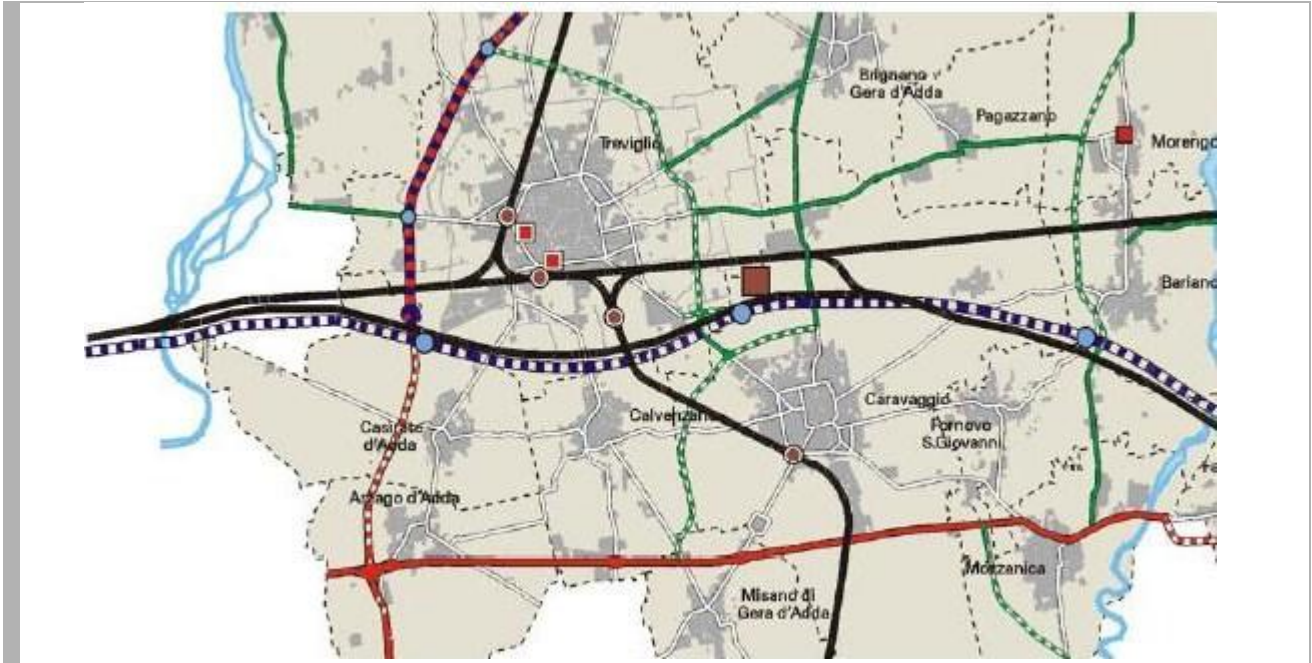 Brignano
Gera d'Adda
Pagazzano
Treviglio
Morengo
Bariano
Caravaggio
Calvenzano
Fornovo
S.Giovanni
Casirate
d'Adda
Arzago d'Adda
Mozzanica
Misano di
Gera d'Adda